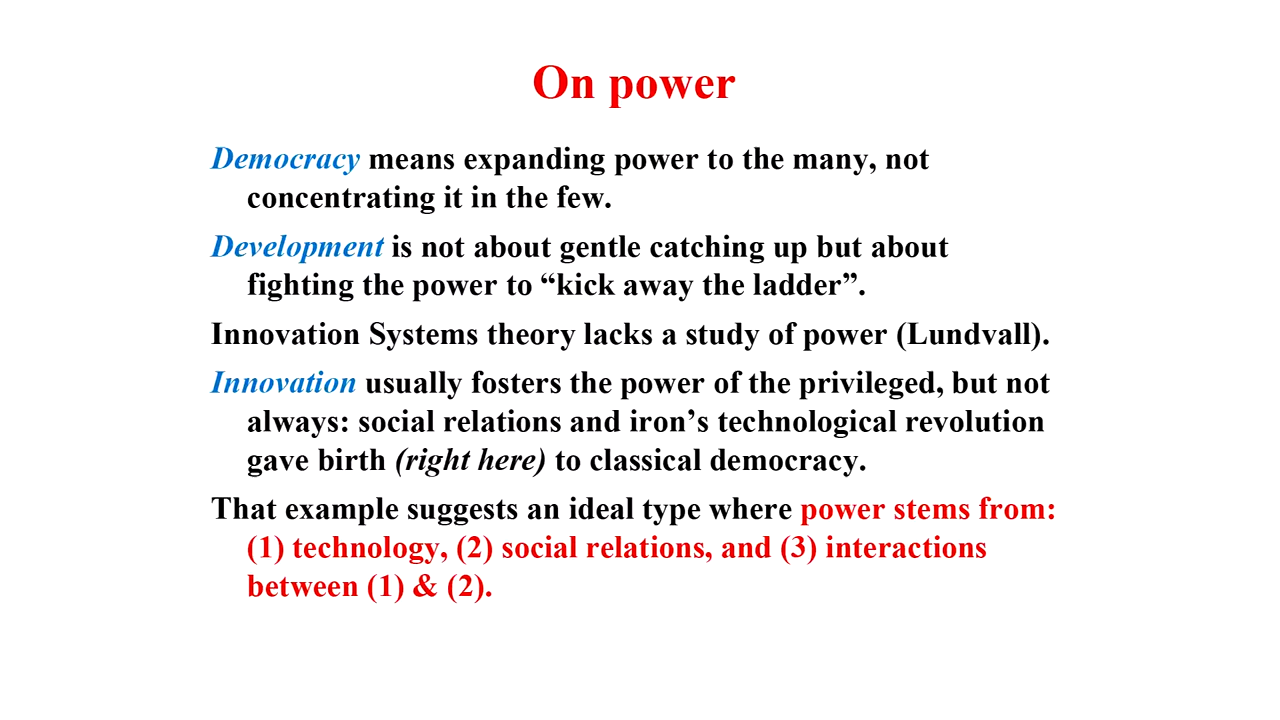 On power
Democracy means expanding power to the many, not
concentrating it in the few.
Development is not about gentle catching up but about
fighting the power to “kick away the ladder”.
Innovation Systems theory lacks a study of power (Lundvall).
Innovation usually fosters the power of the privileged, but not
always: social relations and iron’s technological revolution
gave birth (right here) to classical democracy.
That example suggests an ideal type where power stems from:
(1) technology, (2) social relations, and (3) interactions
between (1) & (2).